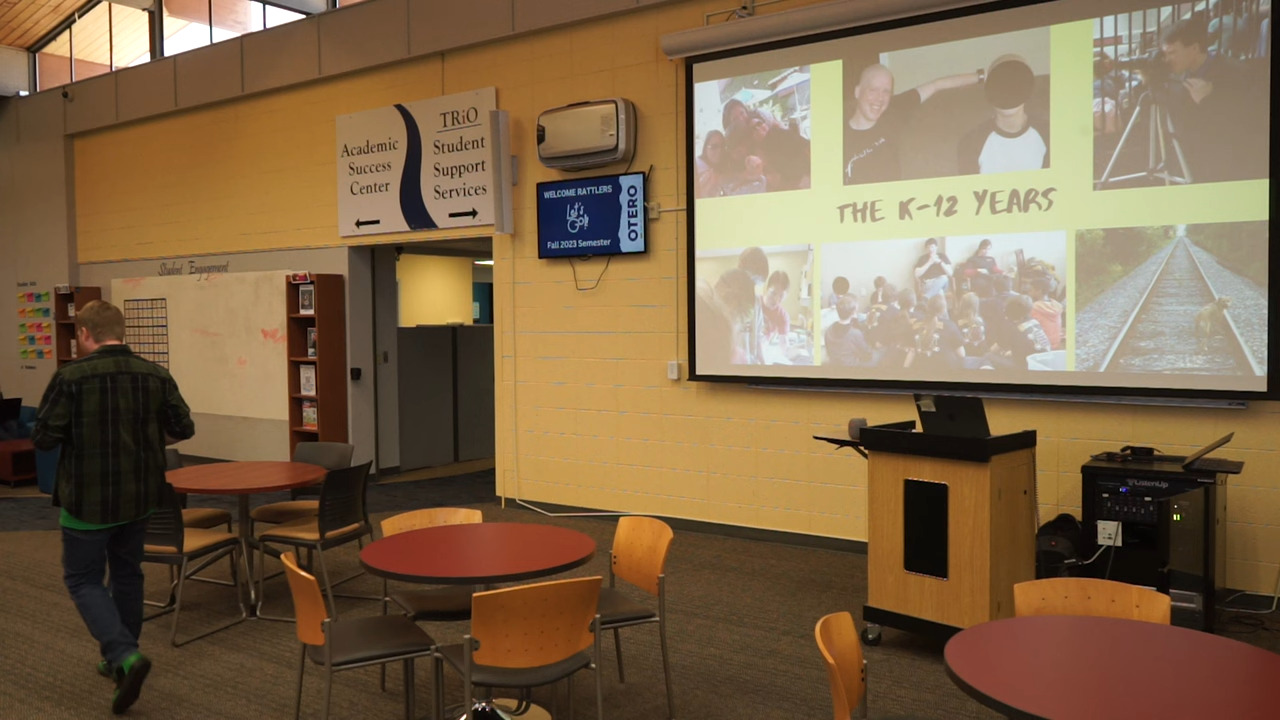 Academic
Success
Center
TRiO
Student
Support
Services
WELCOME RATTLERS
Let's
Go!!
Fall 2023 Semester
OTERO
THE K-12 YEARS
Student Engagement
ListenUp